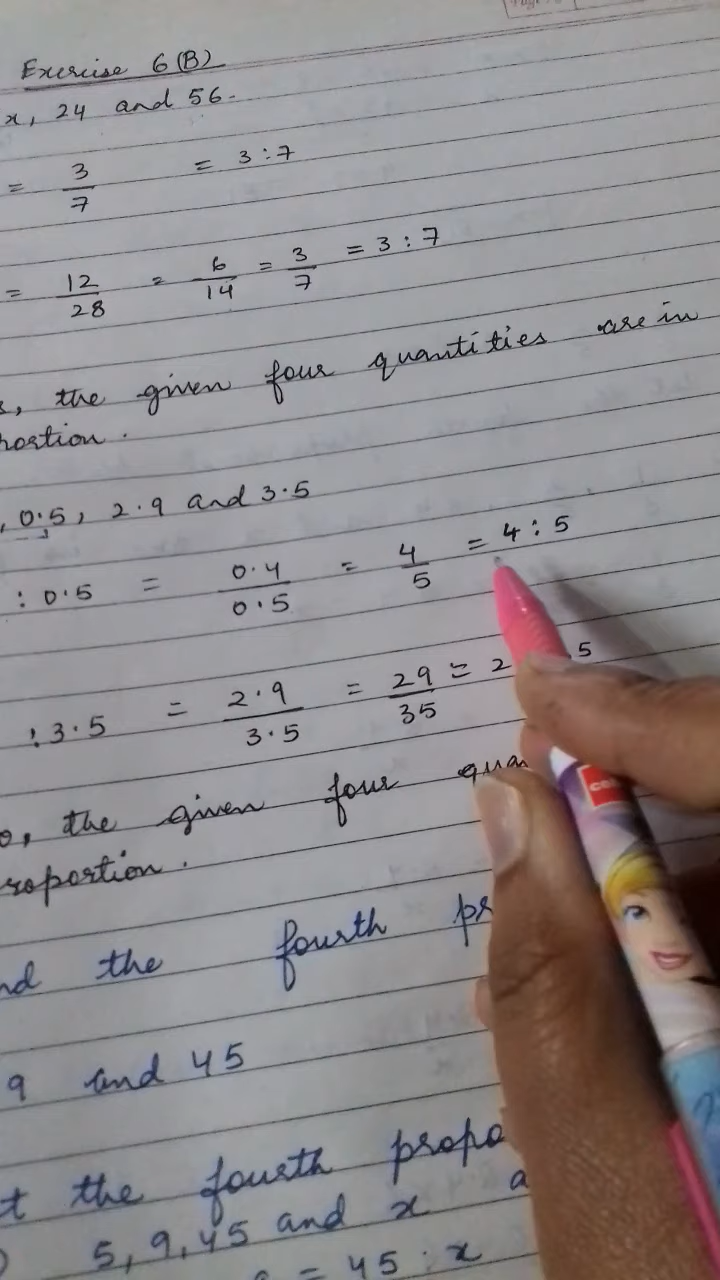 Exercise 6(B)
x, 24 and 56.
= 3/7 = 3:7
= 12/28 = 6/14 = 3/7 = 3:7
, the given four quantities are in
portion.
, 0.5, 2.9 and 3.5
: 0.5 = 0.4/0.5 = 4/5 = 4:5
: 3.5 = 2.9/3.5 = 29/35 = 2 5
o, the given four qua
roportion.
nd the fourth pr
9 and 45
t the fourth propo
5, 9, 45 and x a
= 45 : x